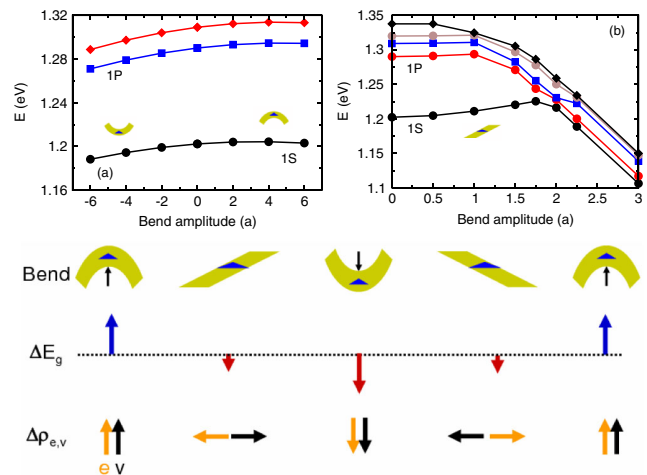 1.32
1.28
1.24
1.2
1.16
E (eV)
1P
1S
(a)
-6 -4 -2 0 2 4 6
Bend amplitude (a)
1.35
1.3
1.25
1.2
1.15
1.1
E (eV)
(b)
1P
1S
0 0.5 1 1.5 2 2.5 3
Bend amplitude (a)
Bend
ΔEg
Δρe,v
e v